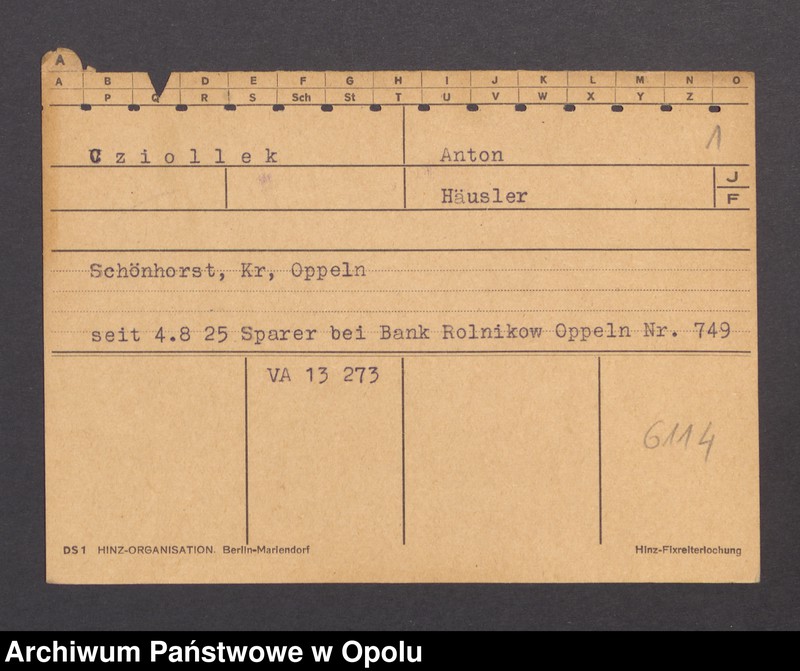 A
A B D E F G H I J K L M N O
P Q R S Sch St T U V W X Y Z
Cziollek Anton 1
Häusler J
F
Schönhorst, Kr, Oppeln
seit 4.8 25 Sparer bei Bank Rolnikow Oppeln Nr. 749
VA 13 273
6114
DS1 HINZ-ORGANISATION. Berlin-Mariendorf Hinz-Fixreiterlochung
Archiwum Państwowe w Opolu